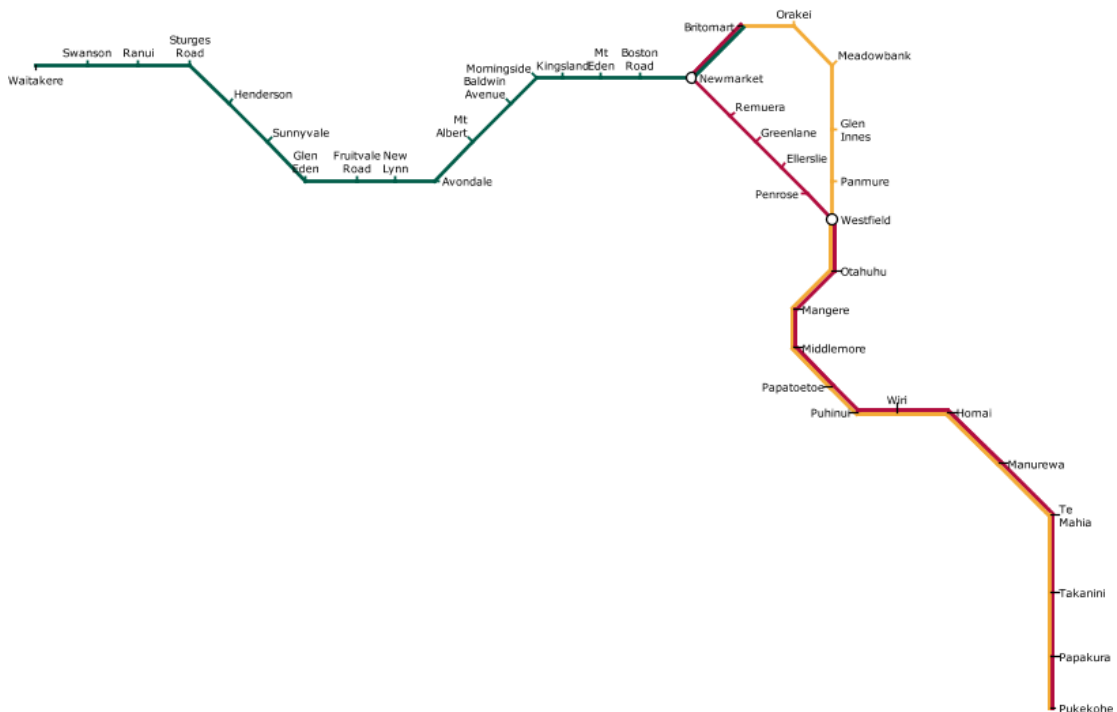 Waitakere
Swanson
Ranui
Sturges
Road
Henderson
Sunnyvale
Glen
Eden
Fruitvale
Road
New
Lynn
Avondale
Mt
Albert
Baldwin
Avenue
Morningside
Kingsland
Mt
Eden
Boston
Road
Newmarket
Britomart
Orakei
Meadowbank
Glen
Innes
Panmure
Remuera
Greenlane
Ellerslie
Penrose
Westfield
Otahuhu
Mangere
Middlemore
Papatoetoe
Puhinui
Wiri
Homai
Manurewa
Te
Mahia
Takanini
Papakura
Pukekohe